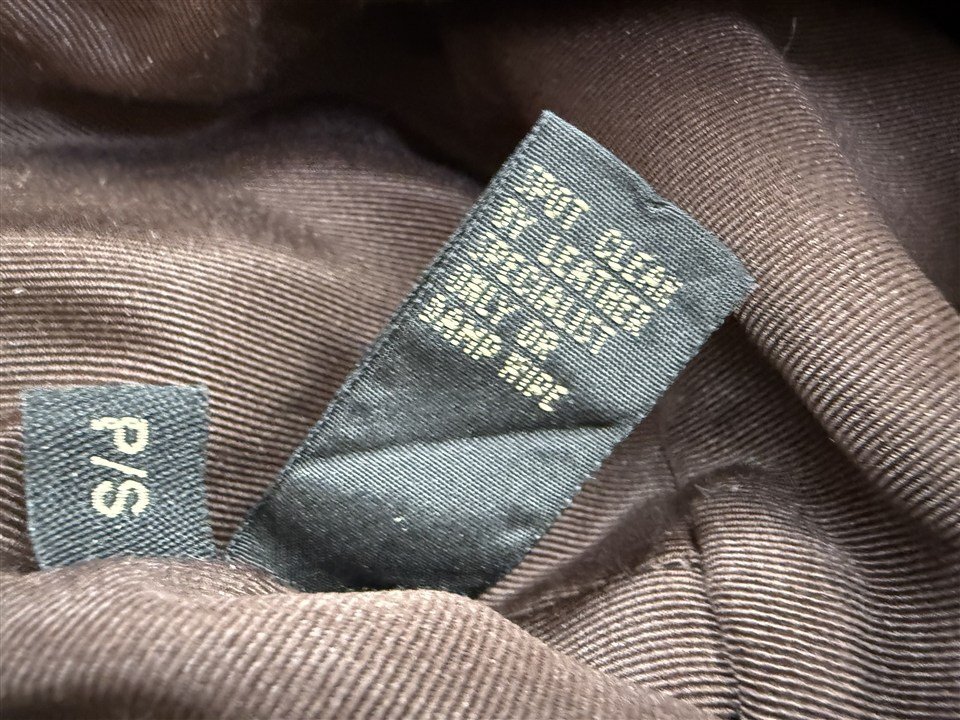 SPOT CLEAN
BY LEATHER
SPECIALIST
ONLY OR
DAMP WIPE
P/S